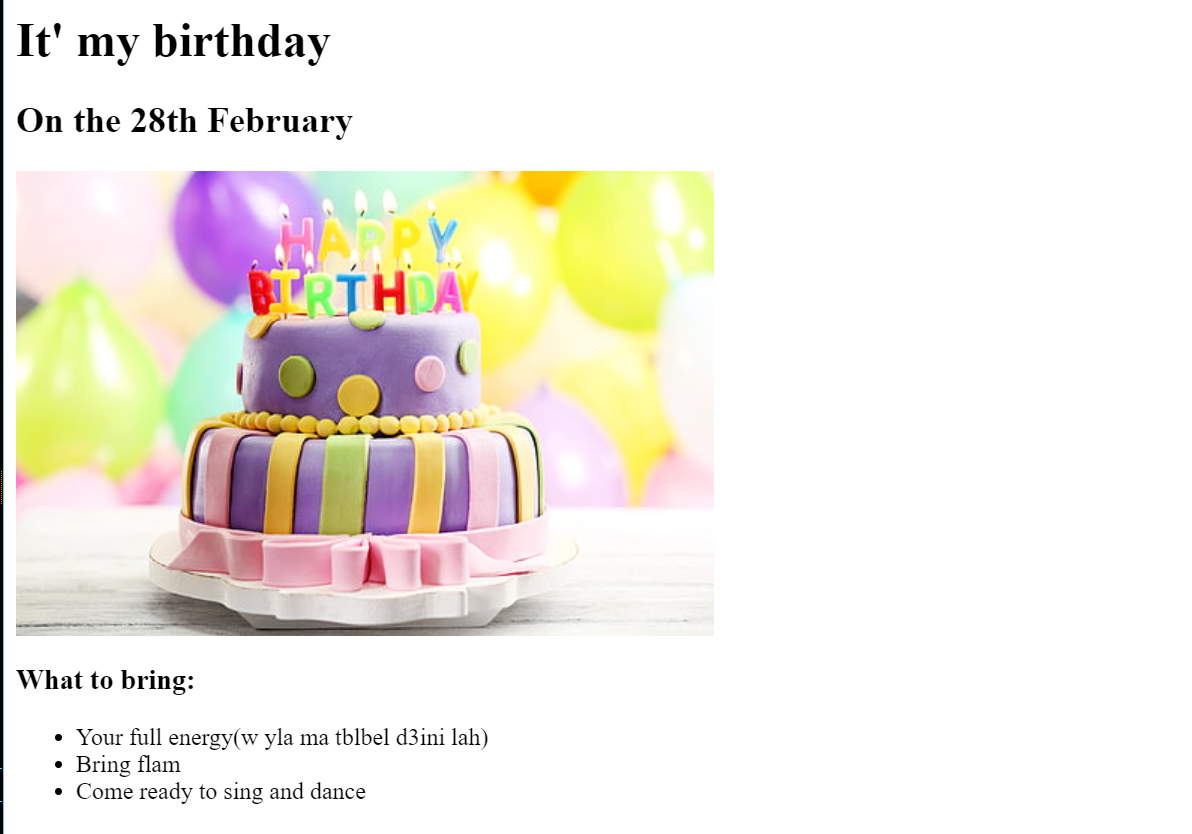 It' my birthday
On the 28th February
HAPPY
BIRTHDAY
What to bring:
Your full energy(w yla ma tblbel d3ini lah)
Bring flam
Come ready to sing and dance